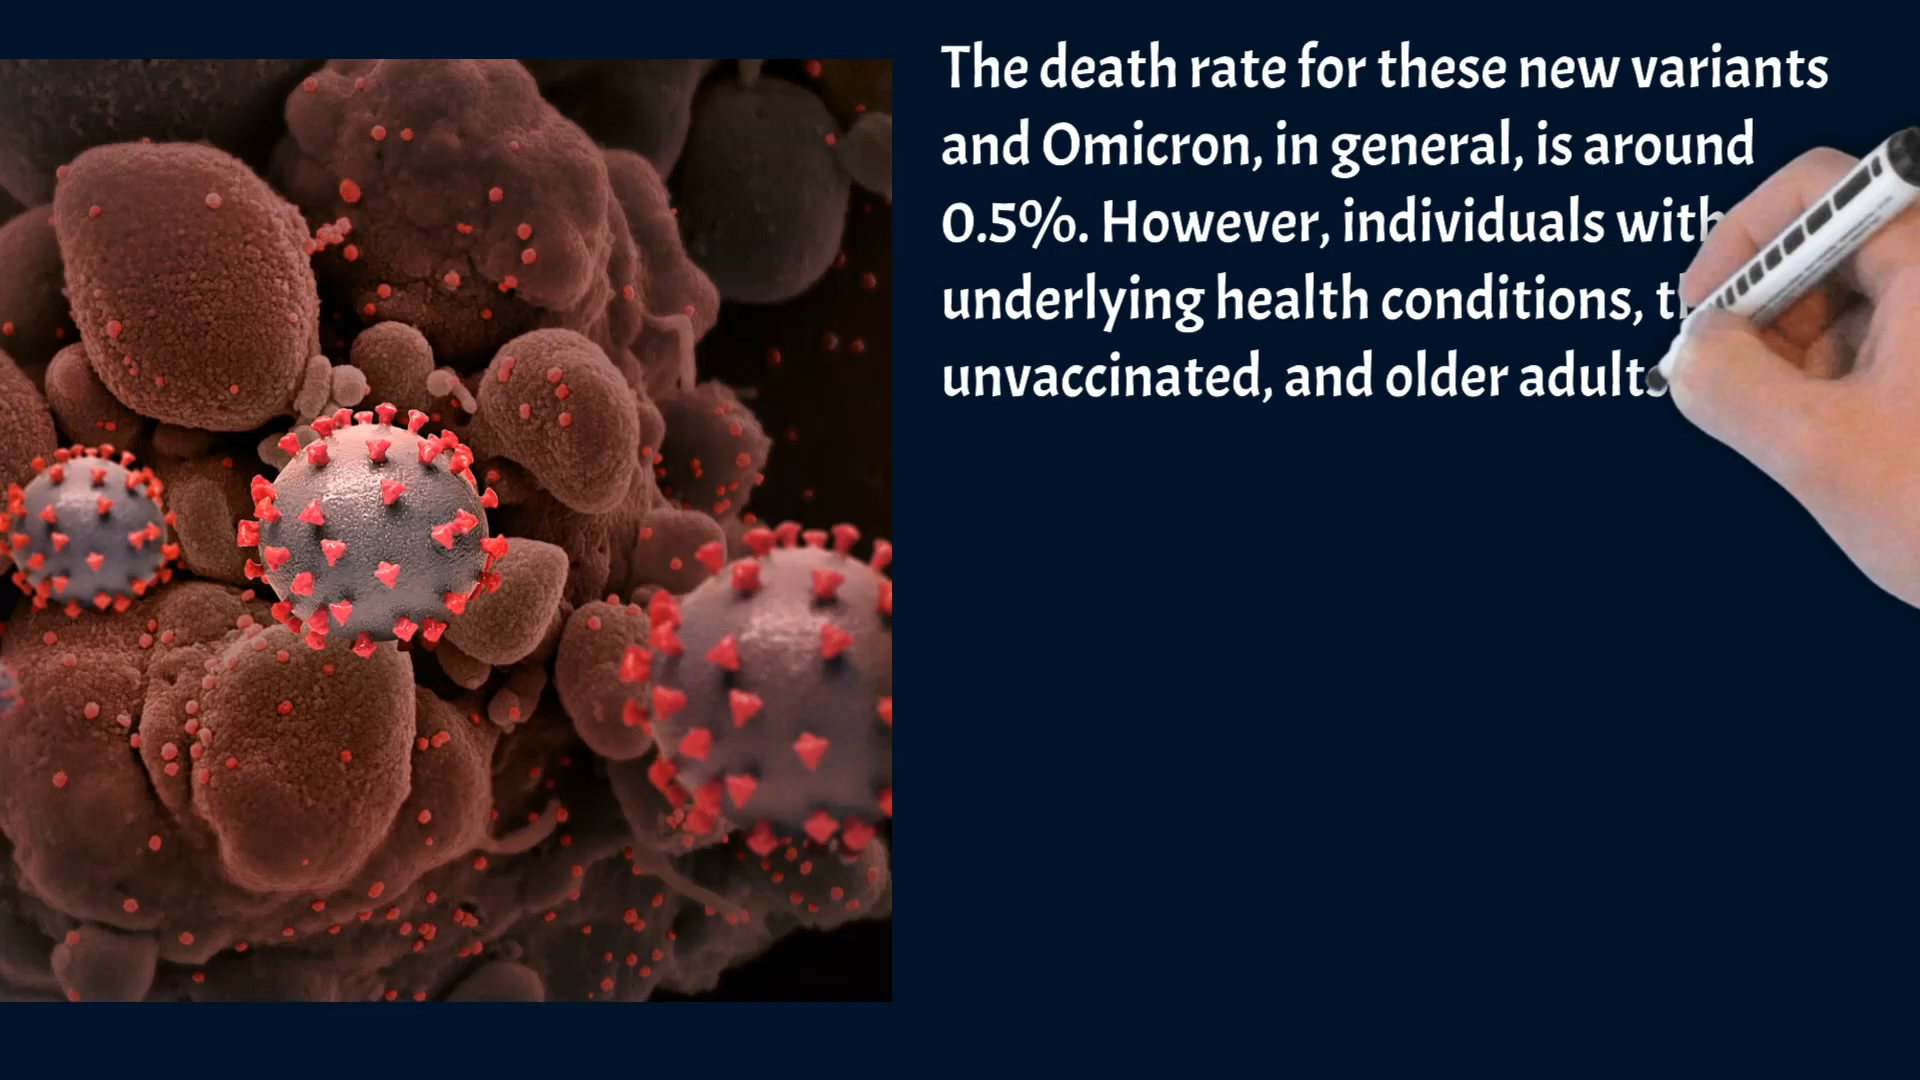 The death rate for these new variants
and Omicron, in general, is around
0.5%. However, individuals with
underlying health conditions,
unvaccinated, and older adults